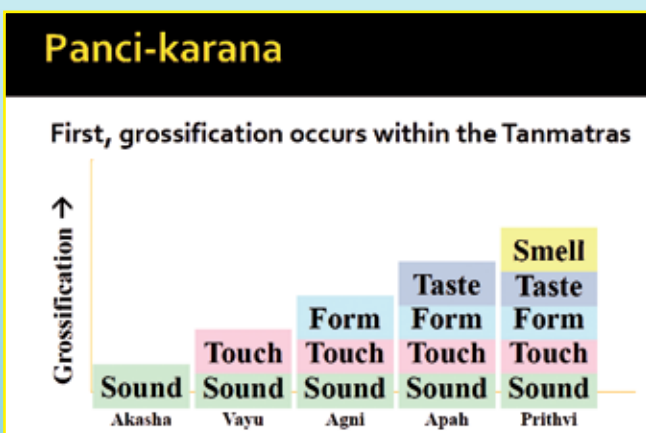 Panci-karana
First, grossification occurs within the Tanmatras
Grossification →
Smell
Taste Taste
Form Form Form
Touch Touch Touch Touch
Sound Sound Sound Sound Sound
Akasha Vayu Agni Apah Prithvi